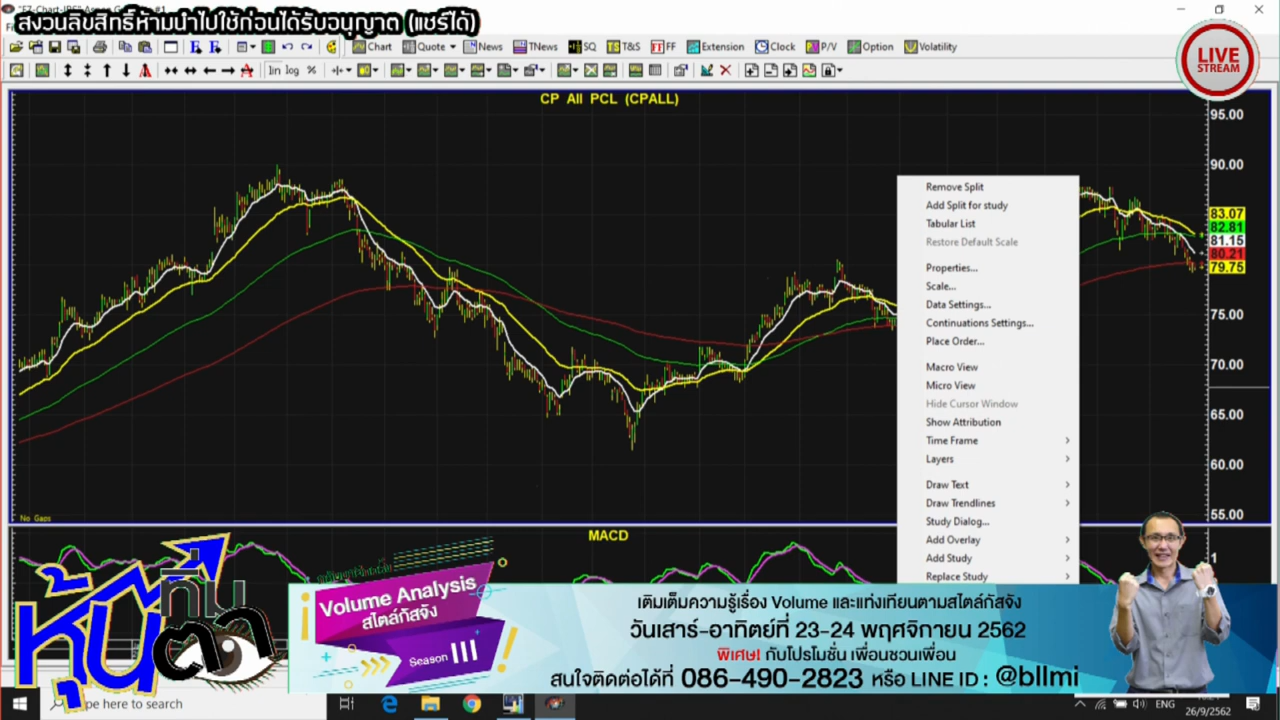 สงวนลิขสิทธิ์ห้ามนำไปใช้ก่อนได้รับอนุญาต (แชร์ได้)
Chart Quote News TNews SQ T&S FF Extension Clock P/V Option Volatility
LIVE STREAM
lin log %
CP All PCL (CPALL)
95.00
90.00
83.07
82.81
81.15
80.21
79.75
75.00
70.00
65.00
60.00
55.00
Remove Split
Add Split for study
Tabular List
Restore Default Scale
Properties...
Scale...
Data Settings...
Continuations Settings...
Place Order...
Macro View
Micro View
Hide Cursor Window
Show Attribution
Time Frame
Layers
Draw Text
Draw Trendlines
Study Dialog...
Add Overlay
Add Study
Replace Study
No Gaps
MACD
1
หุ้นทันตา
Volume Analysis
สไตล์กัสจัง
Season III
เติมเต็มความรู้เรื่อง Volume และแท่งเทียนตามสไตล์กัสจัง
วันเสาร์-อาทิตย์ที่ 23-24 พฤศจิกายน 2562
พิเศษ! กับโปรโมชั่น เพื่อนชวนเพื่อน
สนใจติดต่อได้ที่ 086-490-2823 หรือ LINE ID : @bllmi
pe here to search
ENG
26/9/2562